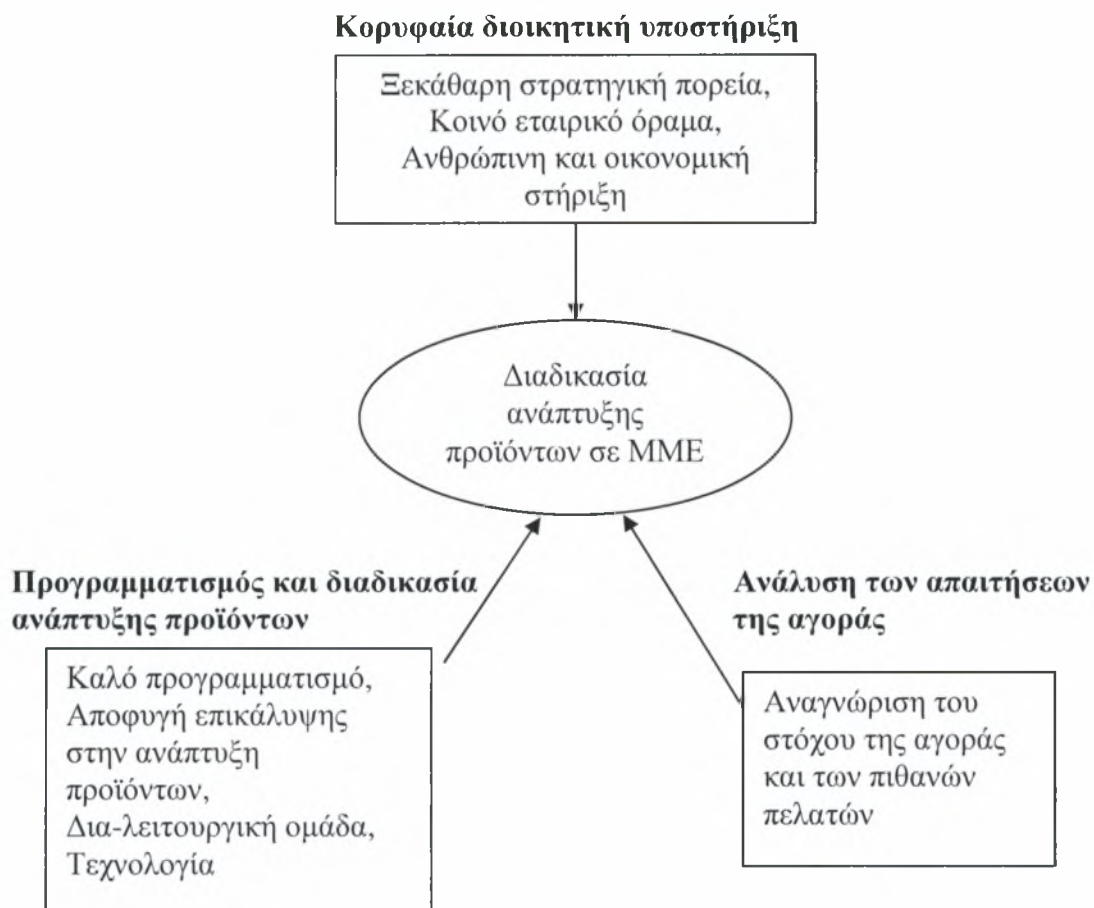 Κορυφαία διοικητική υποστήριξη
Ξεκάθαρη στρατηγική πορεία,
Κοινό εταιρικό όραμα,
Ανθρώπινη και οικονομική
στήριξη
Διαδικασία
ανάπτυξης
προϊόντων σε ΜΜΕ
Προγραμματισμός και διαδικασία
ανάπτυξης προϊόντων
Καλό προγραμματισμό,
Αποφυγή επικάλυψης
στην ανάπτυξη
προϊόντων,
Δια-λειτουργική ομάδα,
Τεχνολογία
Ανάλυση των απαιτήσεων
της αγοράς
Αναγνώριση του
στόχου της αγοράς
και των πιθανών
πελατών